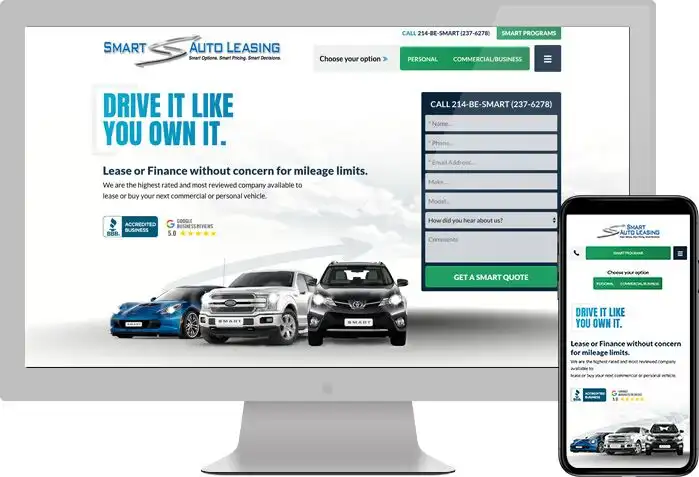 CALL 214-BE-SMART (237-6278)
SMART PROGRAMS
SMART AUTO LEASING
Smart Options. Smart Pricing. Smart Decisions.
Choose your option »
PERSONAL
COMMERCIAL/BUSINESS
DRIVE IT LIKE
YOU OWN IT.
Lease or Finance without concern for mileage limits.
We are the highest rated and most reviewed company available to
lease or buy your next commercial or personal vehicle.
BBB
ACCREDITED
BUSINESS
GOOGLE
BUSINESS REVIEWS
5.0
CALL 214-BE-SMART (237-6278)
* Name...
* Phone...
* Email Address...
Make...
Model...
How did you hear about us?
Comments
GET A SMART QUOTE
SMART
SMART
SMART
SMART
AUTO LEASING
SMART PROGRAMS
Choose your option
PERSONAL
COMMERCIAL/BUSINESS
DRIVE IT LIKE
YOU OWN IT.
Lease or Finance without concern
for mileage limits.
We are the highest rated and most reviewed company
available to
lease or buy your next commercial or personal vehicle.
BBB
ACCREDITED
BUSINESS
GOOGLE
BUSINESS REVIEWS
5.0